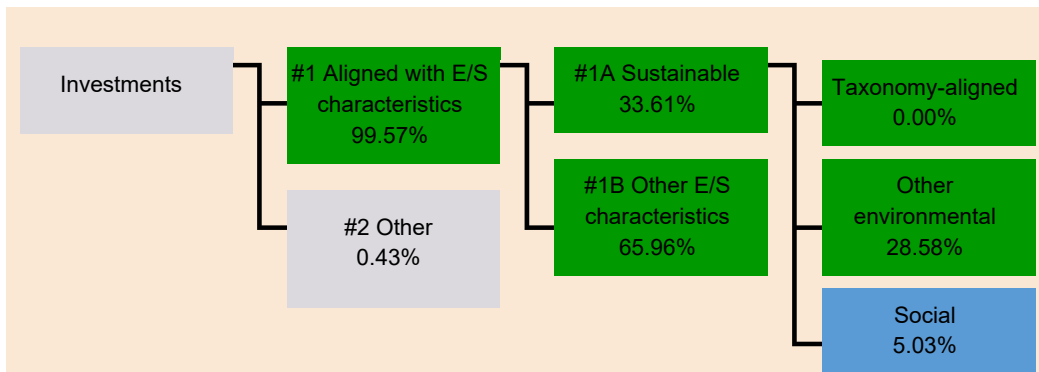 Investments
#1 Aligned with E/S
characteristics
99.57%
#2 Other
0.43%
#1A Sustainable
33.61%
#1B Other E/S
characteristics
65.96%
Taxonomy-aligned
0.00%
Other
environmental
28.58%
Social
5.03%